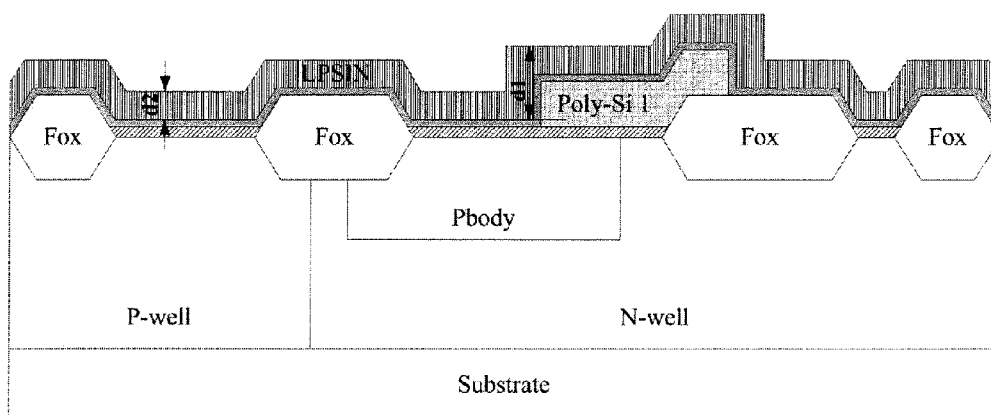 LPSIN
d2
d1
Poly-Si 1
Fox
Fox
Fox
Fox
Pbody
P-well
N-well
Substrate